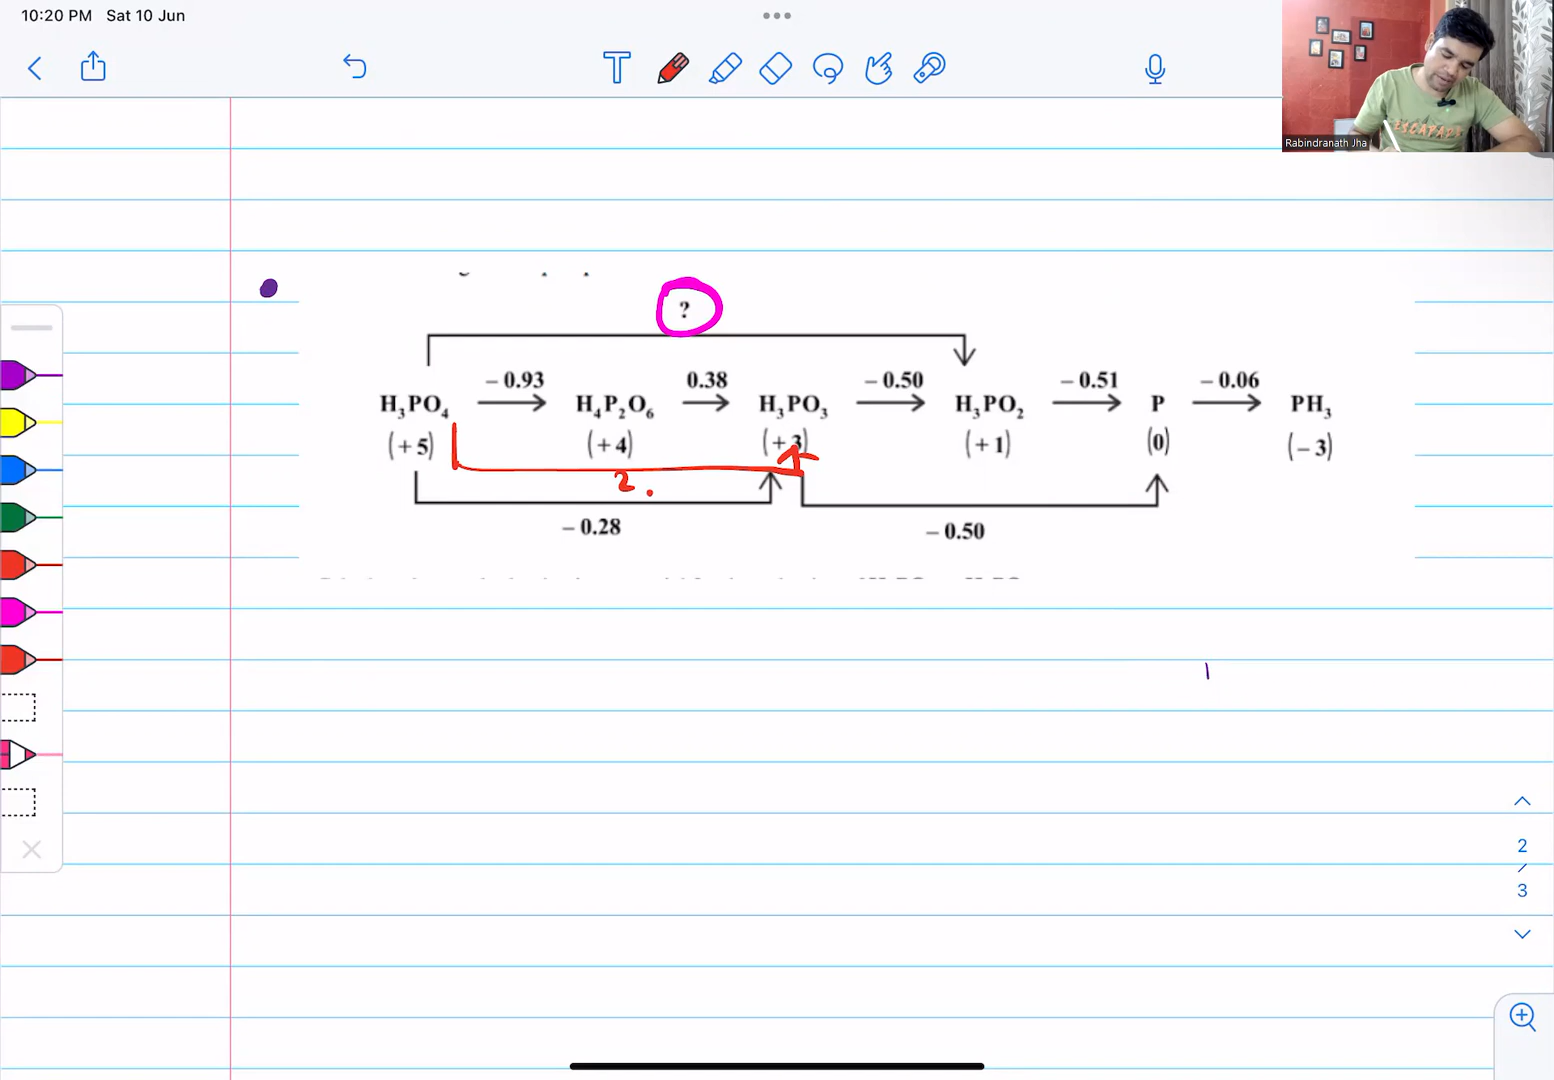 10:20 PM Sat 10 Jun
T
Rabindranath Jha
ESCAPADE
?
– 0.93 0.38 – 0.50 – 0.51 – 0.06
H₃PO₄ → H₄P₂O₆ → H₃PO₃ → H₃PO₂ → P → PH₃
(+5) (+4) (+3) (+1) (0) (–3)
2.
– 0.28 – 0.50
2
/
3